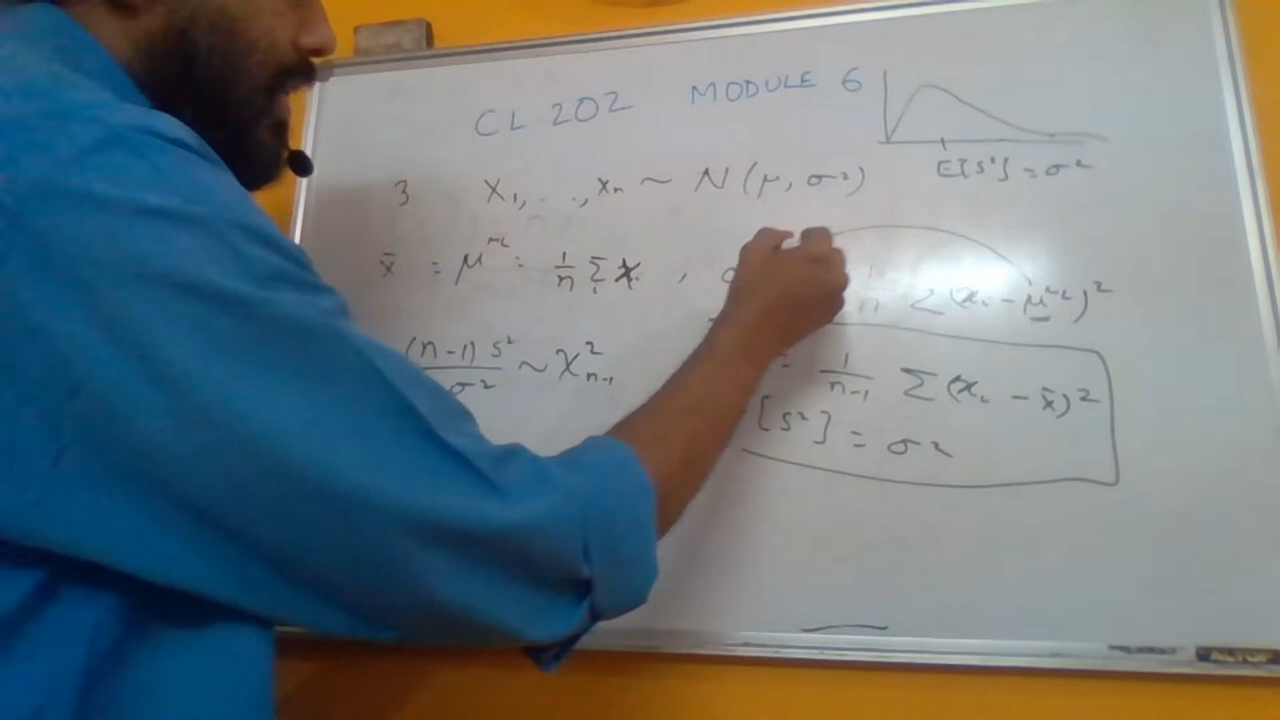 CL 202 MODULE 6
E[s²] = σ²
3 X₁, . . ., xₙ ~ N(μ, σ²)
x̄ = μ^ML = 1/n Σ xᵢ , n Σ(xᵢ - μ^ML)²
(n-1) s²/σ² ~ χ²ₙ₋₁
1/n-1 Σ (xᵢ - x̄)²
[s²] = σ²